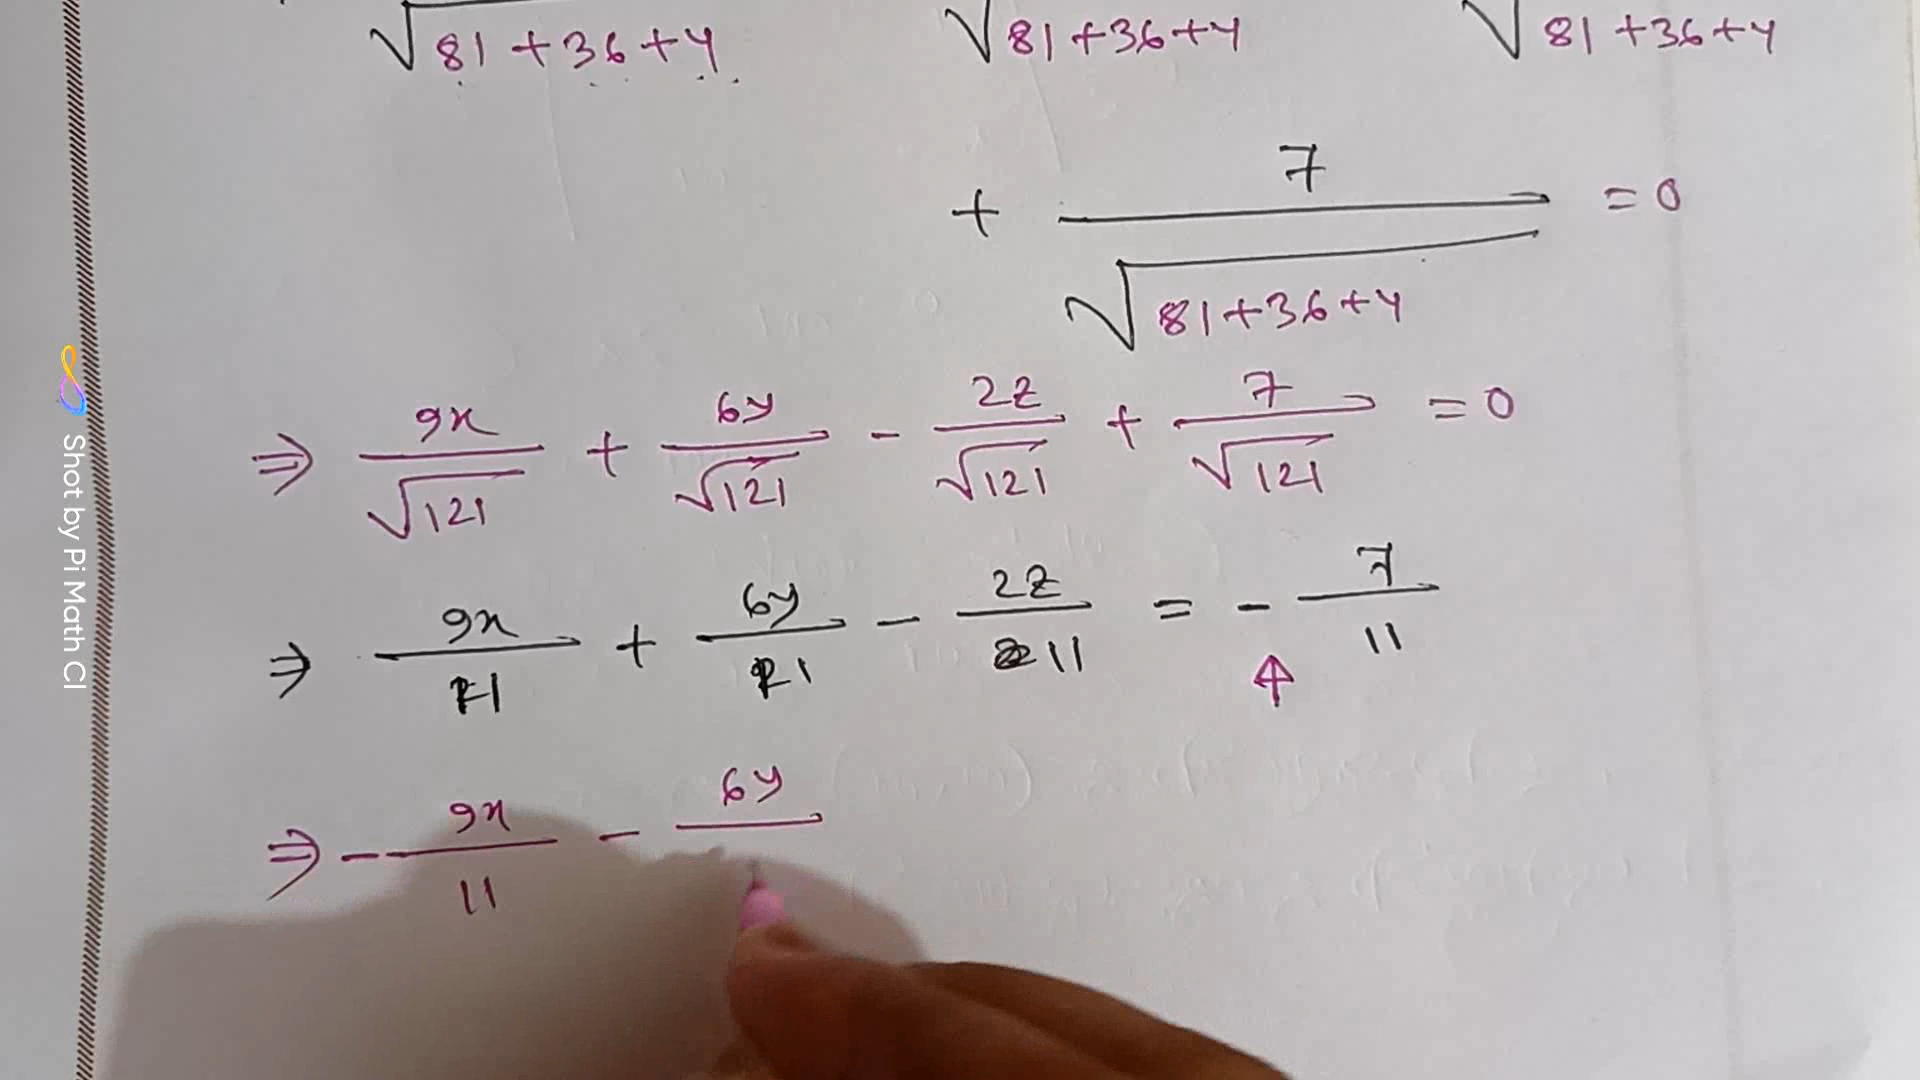 √81+36+4 √81+36+4 √81+36+4
+ 7/√81+36+4 = 0
⇒ 9x/√121 + 6y/√121 - 2z/√121 + 7/√121 = 0
⇒ 9x/11 + 6y/11 - 2z/11 = - 7/11
⇒ - 9x/11 - 6y
Shot by Pi Math Cl